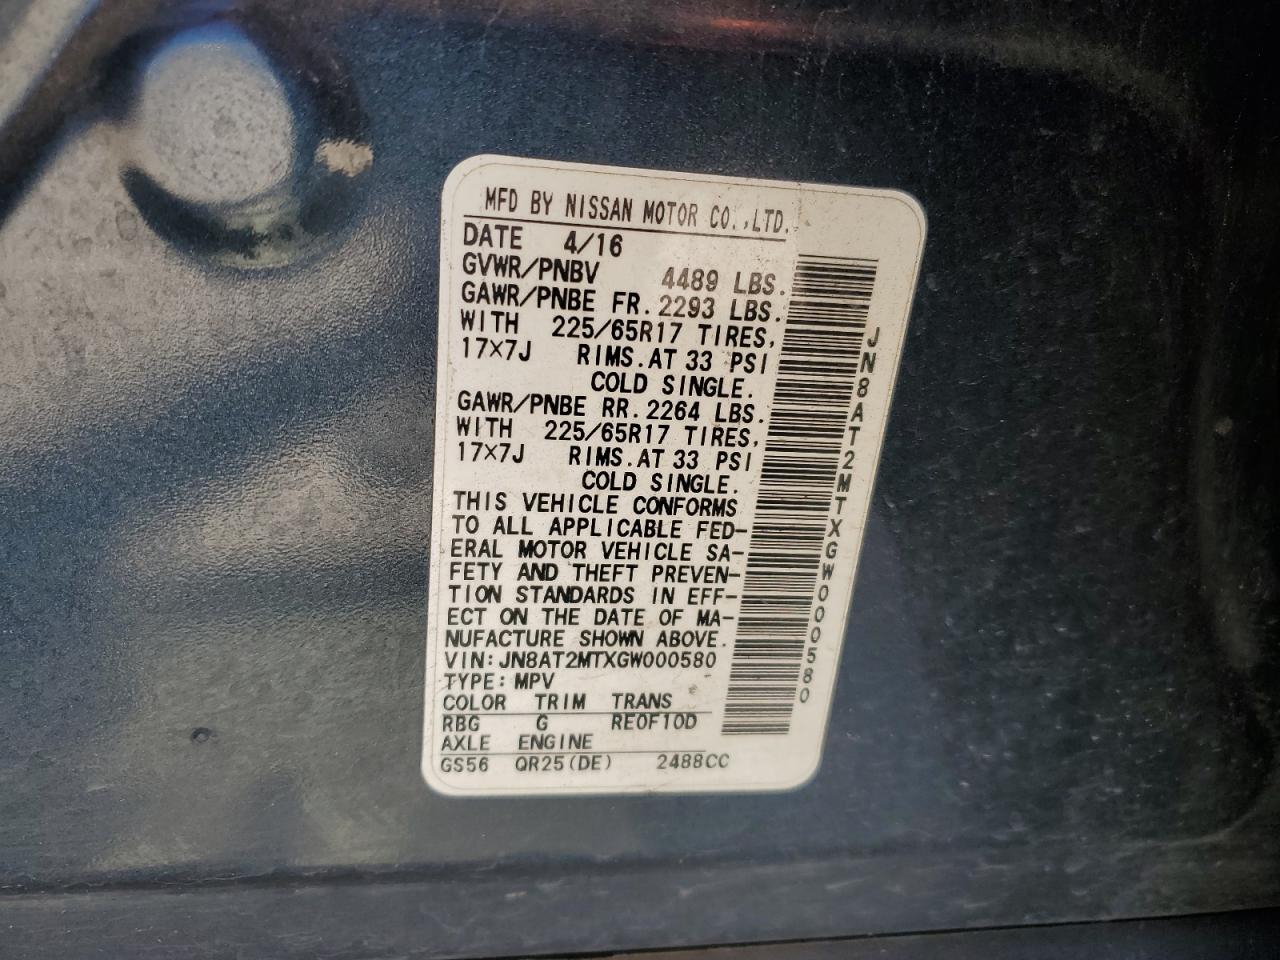 MFD BY NISSAN MOTOR CO.,LTD.
DATE 4/16
GVWR/PNBV 4489 LBS.
GAWR/PNBE FR. 2293 LBS.
WITH 225/65R17 TIRES,
17×7J RIMS. AT 33 PSI
COLD SINGLE.
GAWR/PNBE RR. 2264 LBS.
WITH 225/65R17 TIRES,
17×7J RIMS. AT 33 PSI
COLD SINGLE.
THIS VEHICLE CONFORMS
TO ALL APPLICABLE FED-
ERAL MOTOR VEHICLE SA-
FETY AND THEFT PREVEN-
TION STANDARDS IN EFF-
ECT ON THE DATE OF MA-
NUFACTURE SHOWN ABOVE.
VIN: JN8AT2MTXGW000580
TYPE: MPV
COLOR TRIM TRANS
RBG G RE0F10D
AXLE ENGINE
GS56 QR25(DE) 2488CC
JN8AT2MTXGW000580